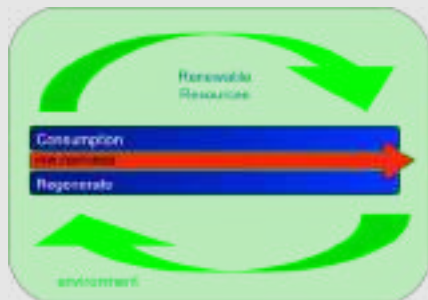 Renewable
Resources
Consumption
Regenerate
environment